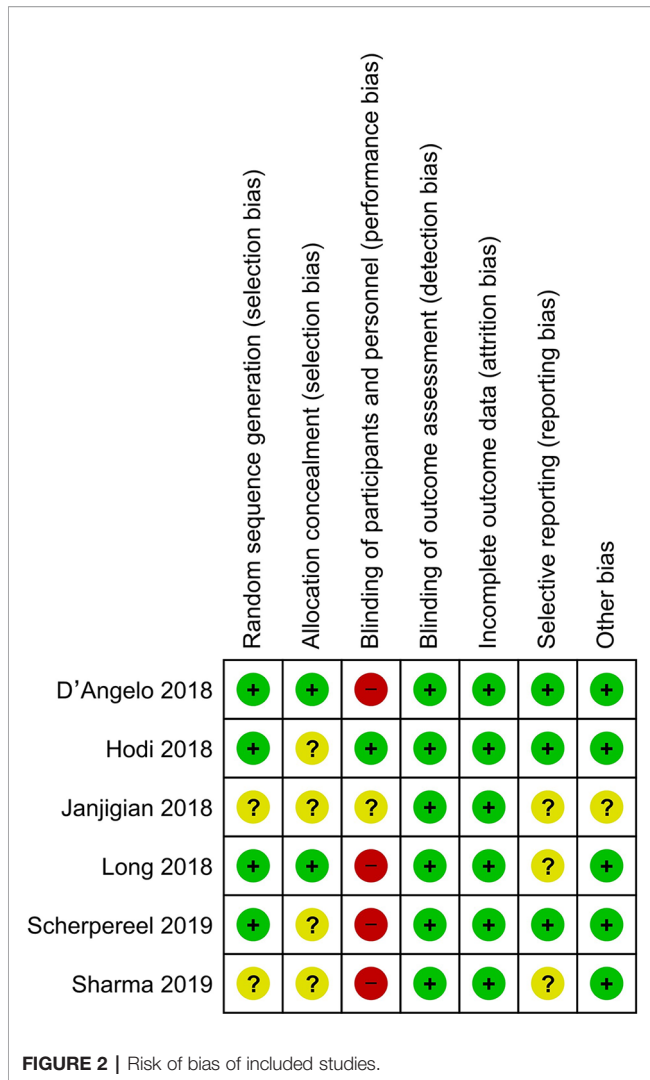 Random sequence generation (selection bias)
Allocation concealment (selection bias)
Blinding of participants and personnel (performance bias)
Blinding of outcome assessment (detection bias)
Incomplete outcome data (attrition bias)
Selective reporting (reporting bias)
Other bias
D'Angelo 2018 + + − + + + +
Hodi 2018 + ? + + + + +
Janjigian 2018 ? ? ? + + ? ?
Long 2018 + + − + + ? +
Scherpereel 2019 + ? − + + + +
Sharma 2019 ? ? − + + ? +
FIGURE 2 | Risk of bias of included studies.